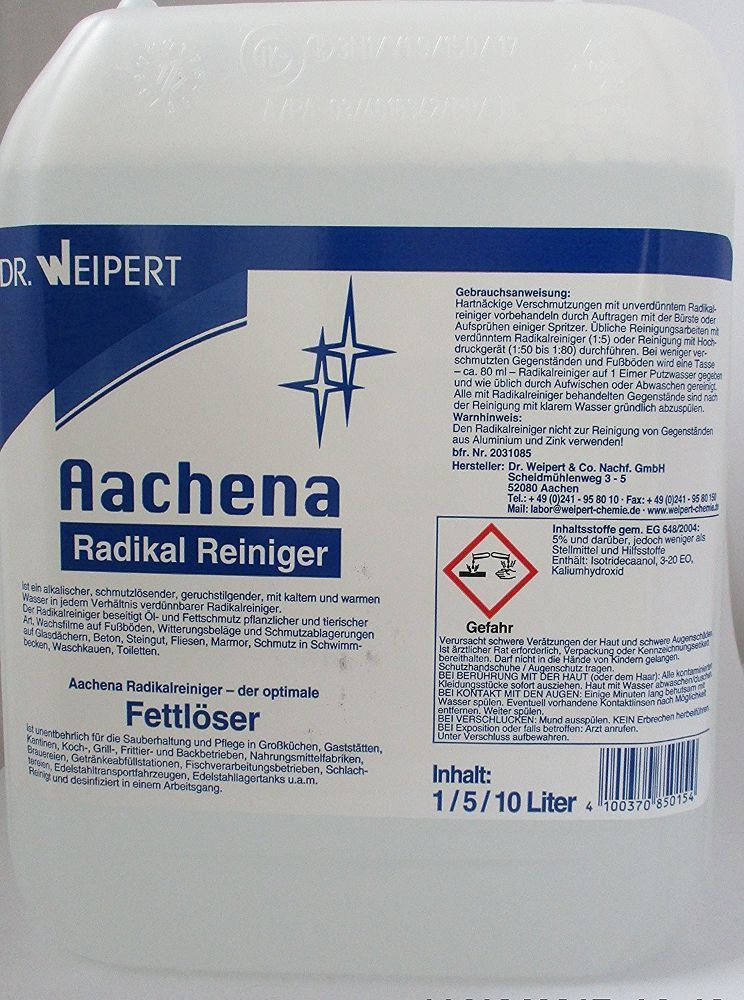 DR. WEIPERT
Aachena
Radikal Reiniger
Ist ein alkalischer, schmutzlösender, geruchstilgender, mit kaltem und warmen
Wasser in jedem Verhältnis verdünnbarer Radikalreiniger.
Der Radikalreiniger beseitigt Öl- und Fettschmutz pflanzlicher und tierischer
Art, Wachsfilme auf Fußböden, Witterungsbeläge und Schmutzablagerungen
auf Glasdächern, Beton, Steingut, Fliesen, Marmor, Schmutz in Schwimm-
becken, Waschkauen, Toiletten.
Aachena Radikalreiniger – der optimale
Fettlöser
Ist unentbehrlich für die Sauberhaltung und Pflege in Großküchen, Gaststätten,
Kantinen, Koch-, Grill-, Frittier- und Backbetrieben, Nahrungsmittelfabriken,
Brauereien, Getränkeabfüllstationen, Fischverarbeitungsbetrieben, Schlach-
tereien, Edelstahltransportfahrzeugen, Edelstahllagertanks u.a.m.
Reinigt und desinfiziert in einem Arbeitsgang.
Gebrauchsanweisung:
Hartnäckige Verschmutzungen mit unverdünntem Radikal-
reiniger vorbehandeln durch Auftragen mit der Bürste oder
Aufsprühen einiger Spritzer. Übliche Reinigungsarbeiten mit
verdünntem Radikalreiniger (1:5) oder Reinigung mit Hoch-
druckgerät (1:50 bis 1:80) durchführen. Bei weniger ver-
schmutzten Gegenständen und Fußböden wird eine Tasse
– ca. 80 ml – Radikalreiniger auf 1 Eimer Putzwasser gegeben
und wie üblich durch Aufwischen oder Abwaschen gereinigt.
Alle mit Radikalreiniger behandelten Gegenstände sind nach
der Reinigung mit klarem Wasser gründlich abzuspülen.
Warnhinweis:
Den Radikalreiniger nicht zur Reinigung von Gegenständen
aus Aluminium und Zink verwenden!
bfr. Nr. 2031085
Hersteller: Dr. Weipert & Co. Nachf. GmbH
Scheidmühlenweg 3 - 5
52080 Aachen
Tel.: + 49 (0)241 - 95 80 10 · Fax: + 49 (0)241 - 95 80 150
Mail: labor@weipert-chemie.de · www.weipert-chemie.de
Inhaltsstoffe gem. EG 648/2004:
5% und darüber, jedoch weniger als
Stellmittel und Hilfsstoffe
Enthält: Isotridecaanol, 3-20 EO,
Kaliumhydroxid
Gefahr
Verursacht schwere Verätzungen der Haut und schwere Augenschäden.
Ist ärztlicher Rat erforderlich, Verpackung oder Kennzeichnungsetikett
bereithalten. Darf nicht in die Hände von Kindern gelangen.
Schutzhandschuhe / Augenschutz tragen.
BEI BERÜHRUNG MIT DER HAUT (oder dem Haar): Alle kontaminierten
Kleidungsstücke sofort ausziehen. Haut mit Wasser abwaschen/duschen.
BEI KONTAKT MIT DEN AUGEN: Einige Minuten lang behutsam mit
Wasser spülen. Eventuell vorhandene Kontaktlinsen nach Möglichkeit
entfernen. Weiter spülen.
BEI VERSCHLUCKEN: Mund ausspülen. KEIN Erbrechen herbeiführen.
BEI Exposition oder falls betroffen: Arzt anrufen.
Unter Verschluss aufbewahren.
Inhalt:
1 / 5 / 10 Liter
4 100370 850154